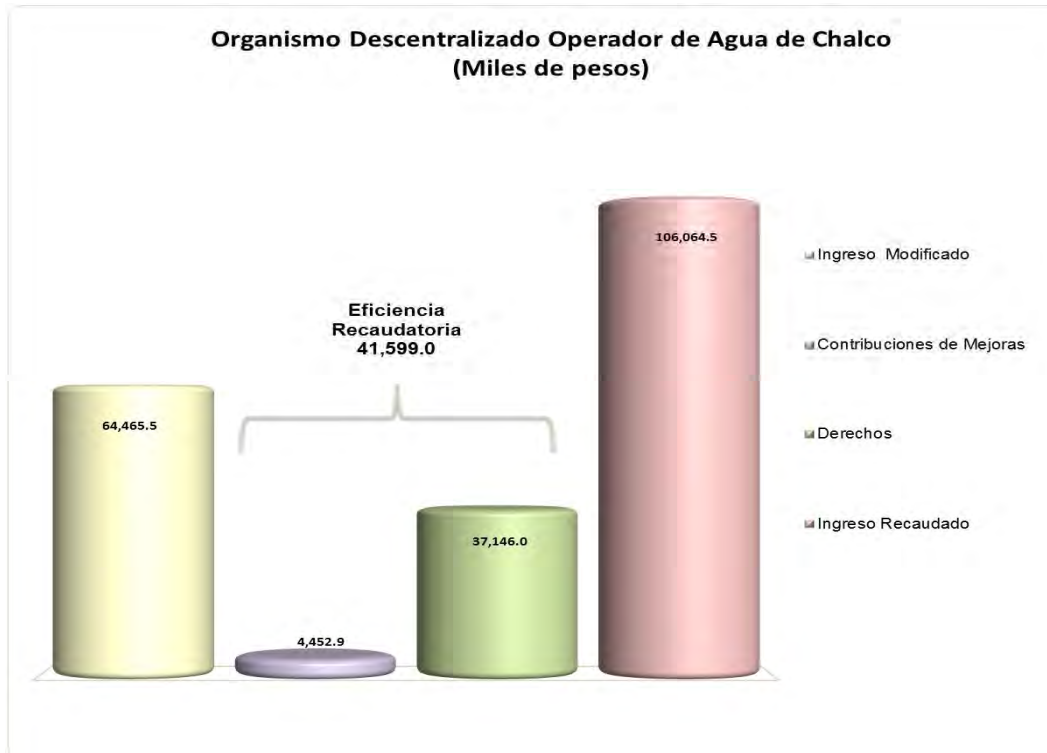 Organismo Descentralizado Operador de Agua de Chalco
(Miles de pesos)
106,064.5
Eficiencia
Recaudatoria
41,599.0
64,465.5
37,146.0
4,452.9
Ingreso Modificado
Contribuciones de Mejoras
Derechos
Ingreso Recaudado